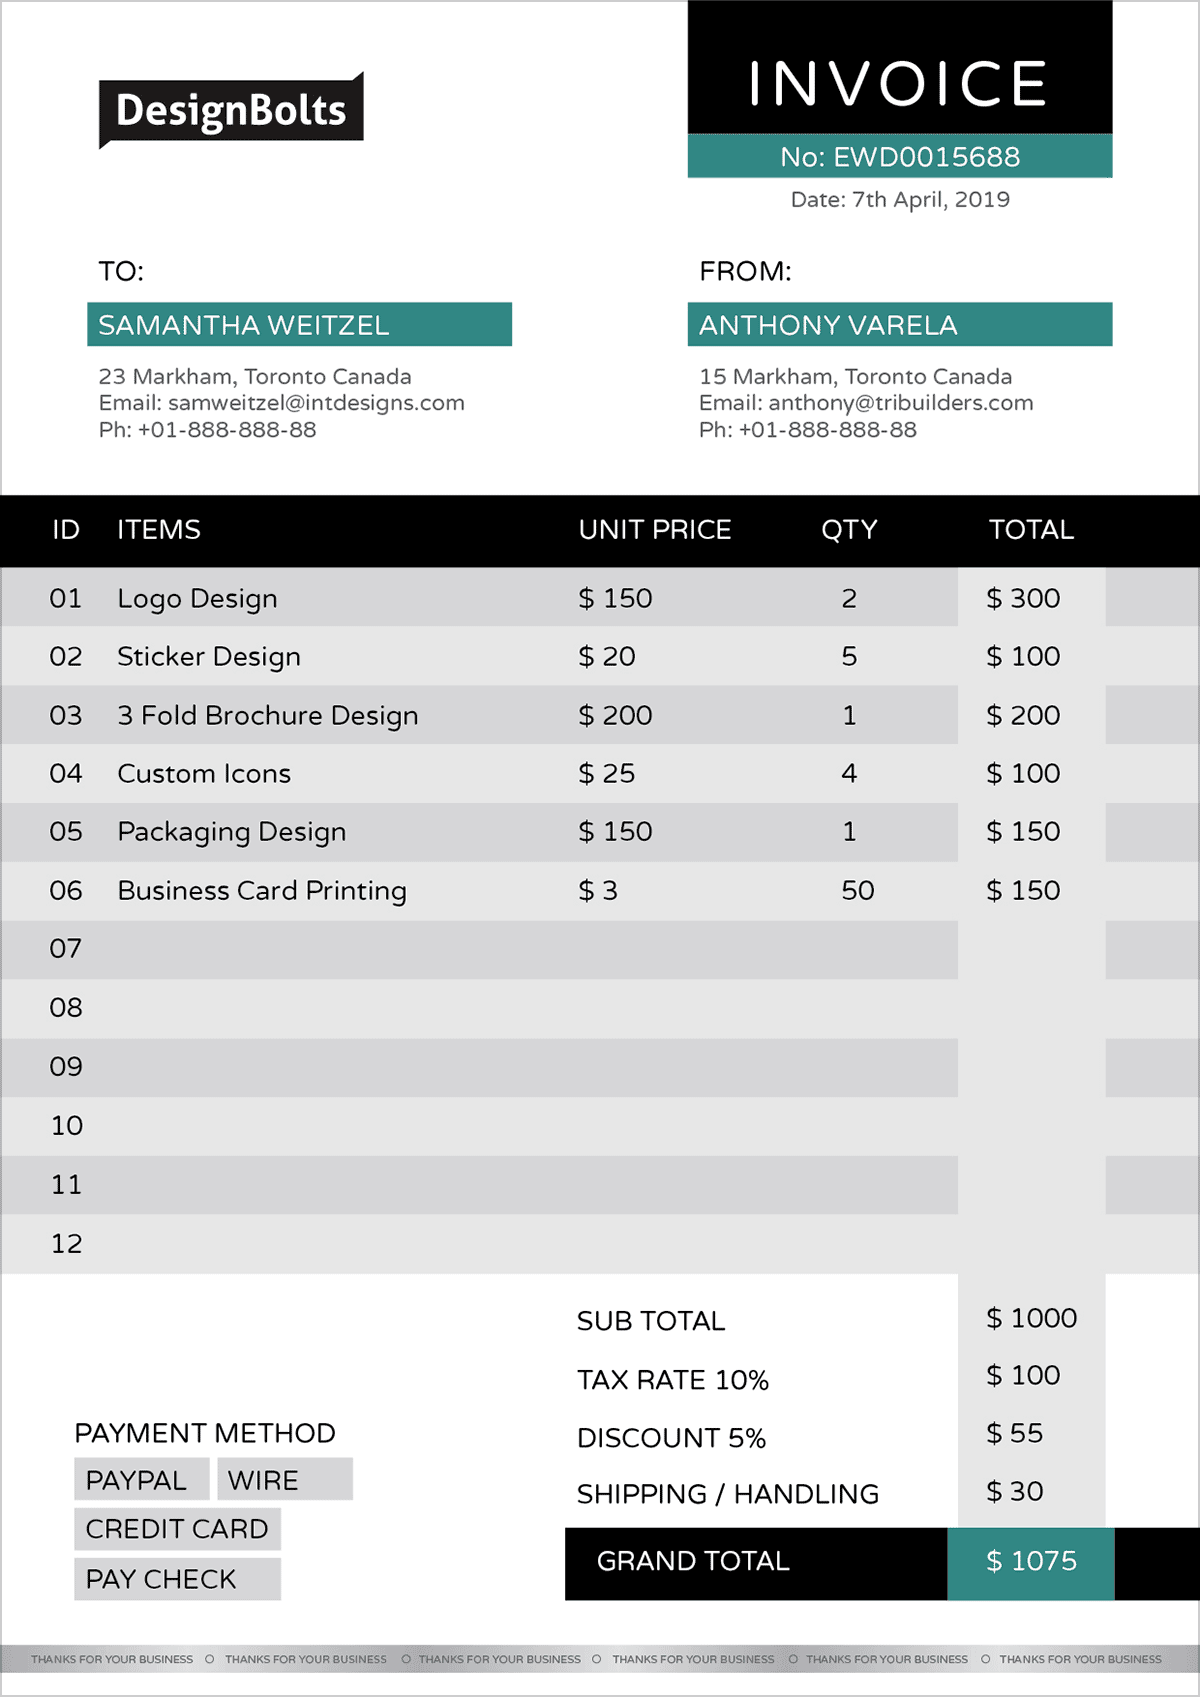 DesignBolts
INVOICE
No: EWD0015688
Date: 7th April, 2019
TO:
SAMANTHA WEITZEL
23 Markham, Toronto Canada
Email: samweitzel@intdesigns.com
Ph: +01-888-888-88
FROM:
ANTHONY VARELA
15 Markham, Toronto Canada
Email: anthony@tribuilders.com
Ph: +01-888-888-88
ID ITEMS UNIT PRICE QTY TOTAL
01 Logo Design $ 150 2 $ 300
02 Sticker Design $ 20 5 $ 100
03 3 Fold Brochure Design $ 200 1 $ 200
04 Custom Icons $ 25 4 $ 100
05 Packaging Design $ 150 1 $ 150
06 Business Card Printing $ 3 50 $ 150
07
08
09
10
11
12
SUB TOTAL $ 1000
TAX RATE 10% $ 100
DISCOUNT 5% $ 55
SHIPPING / HANDLING $ 30
GRAND TOTAL $ 1075
PAYMENT METHOD
PAYPAL WIRE
CREDIT CARD
PAY CHECK
THANKS FOR YOUR BUSINESS O THANKS FOR YOUR BUSINESS O THANKS FOR YOUR BUSINESS O THANKS FOR YOUR BUSINESS O THANKS FOR YOUR BUSINESS O THANKS FOR YOUR BUSINESS